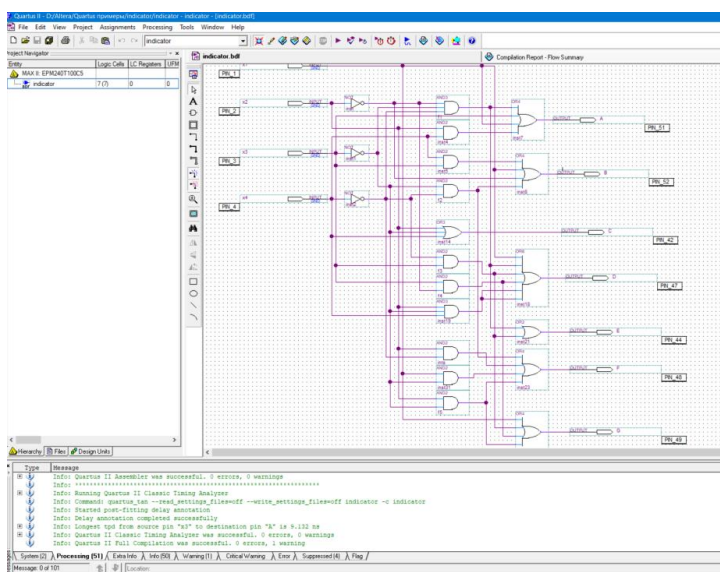 Quartus II - D:/Altera/Quartus примеры/indicator/indicator - indicator - [indicator.bdf]
File Edit View Project Assignments Processing Tools Window Help
indicator
Project Navigator
Entity Logic Cells LC Registers UFM
MAX II: EPM240T100C5
indicator 7 (7) 0 0
Hierarchy Files Design Units
indicator.bdf
Compilation Report - Flow Summary
PIN_1
x2
PIN_2
x3
PIN_3
x4
PIN_4
OUTPUT A
PIN_51
OUTPUT B
PIN_52
OUTPUT C
PIN_42
OUTPUT D
PIN_47
OUTPUT E
PIN_44
OUTPUT F
PIN_48
OUTPUT G
PIN_49
Type Message
Info: Quartus II Assembler was successful. 0 errors, 0 warnings
Info: *******************************************************************
Info: Running Quartus II Classic Timing Analyzer
Info: Command: quartus_tan --read_settings_files=off --write_settings_files=off indicator -c indicator
Info: Started post-fitting delay annotation
Info: Delay annotation completed successfully
Info: Longest tpd from source pin "x3" to destination pin "A" is 9.132 ns
Info: Quartus II Classic Timing Analyzer was successful. 0 errors, 0 warnings
Info: Quartus II Full Compilation was successful. 0 errors, 1 warning
System (2) Processing (51) Extra Info Info (50) Warning (1) Critical Warning Error Suppressed (4) Flag
Message: 0 of 101 Location: